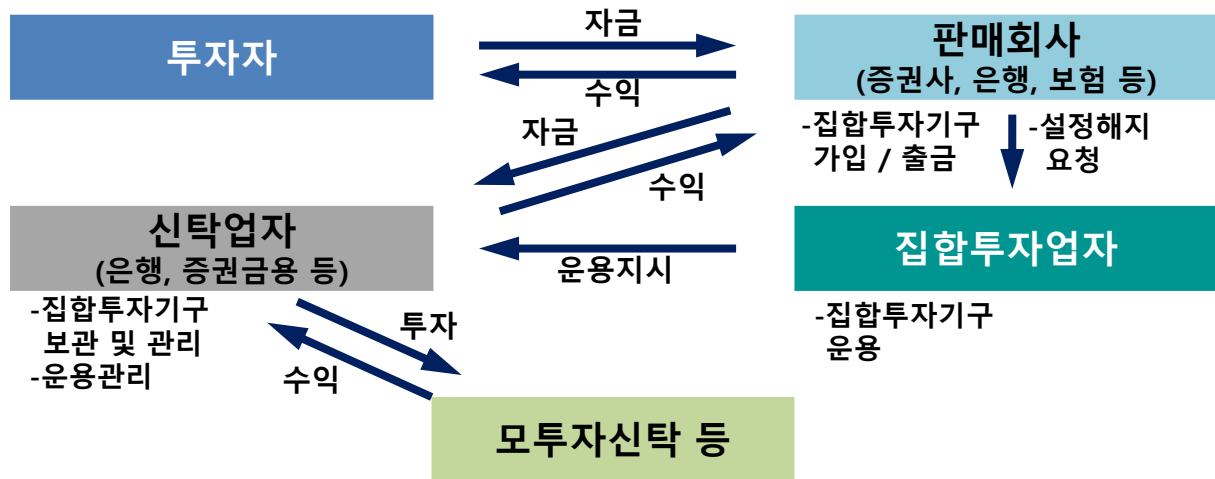 투자자
자금
수익
판매회사
(증권사, 은행, 보험 등)
-집합투자기구
가입 / 출금
-설정해지
요청
자금
수익
신탁업자
(은행, 증권금용 등)
운용지시
집합투자업자
-집합투자기구
보관 및 관리
-운용관리
투자
수익
-집합투자기구
운용
모투자신탁 등